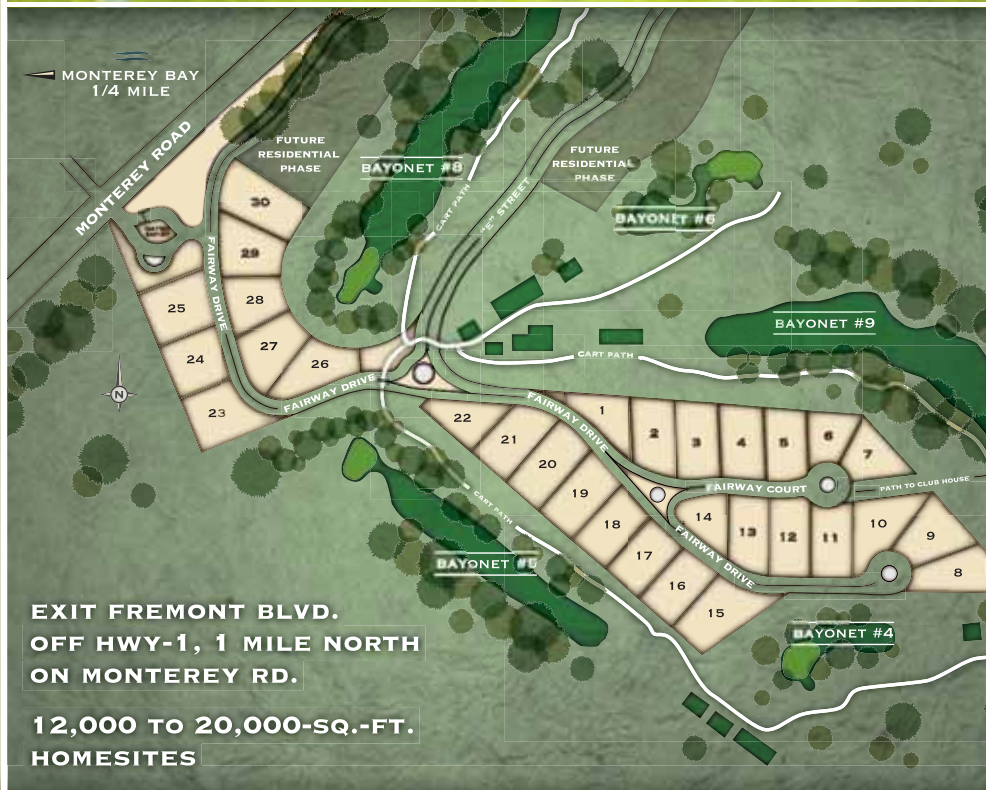 MONTEREY BAY
1/4 MILE
MONTEREY ROAD
FUTURE
RESIDENTIAL
PHASE
BAYONET #8
CART PATH
"E" STREET
FUTURE
RESIDENTIAL
PHASE
BAYONET #6
30
29
28
27
26
25
24
23
FAIRWAY DRIVE
FAIRWAY DRIVE
N
CART PATH
BAYONET #9
FAIRWAY DRIVE
1
2
3
4
5
6
7
22
21
20
19
18
17
16
15
FAIRWAY COURT
PATH TO CLUB HOUSE
14
13
12
11
10
9
8
FAIRWAY DRIVE
CART PATH
BAYONET #5
BAYONET #4
EXIT FREMONT BLVD.
OFF HWY-1, 1 MILE NORTH
ON MONTEREY RD.
12,000 TO 20,000-SQ.-FT.
HOMESITES